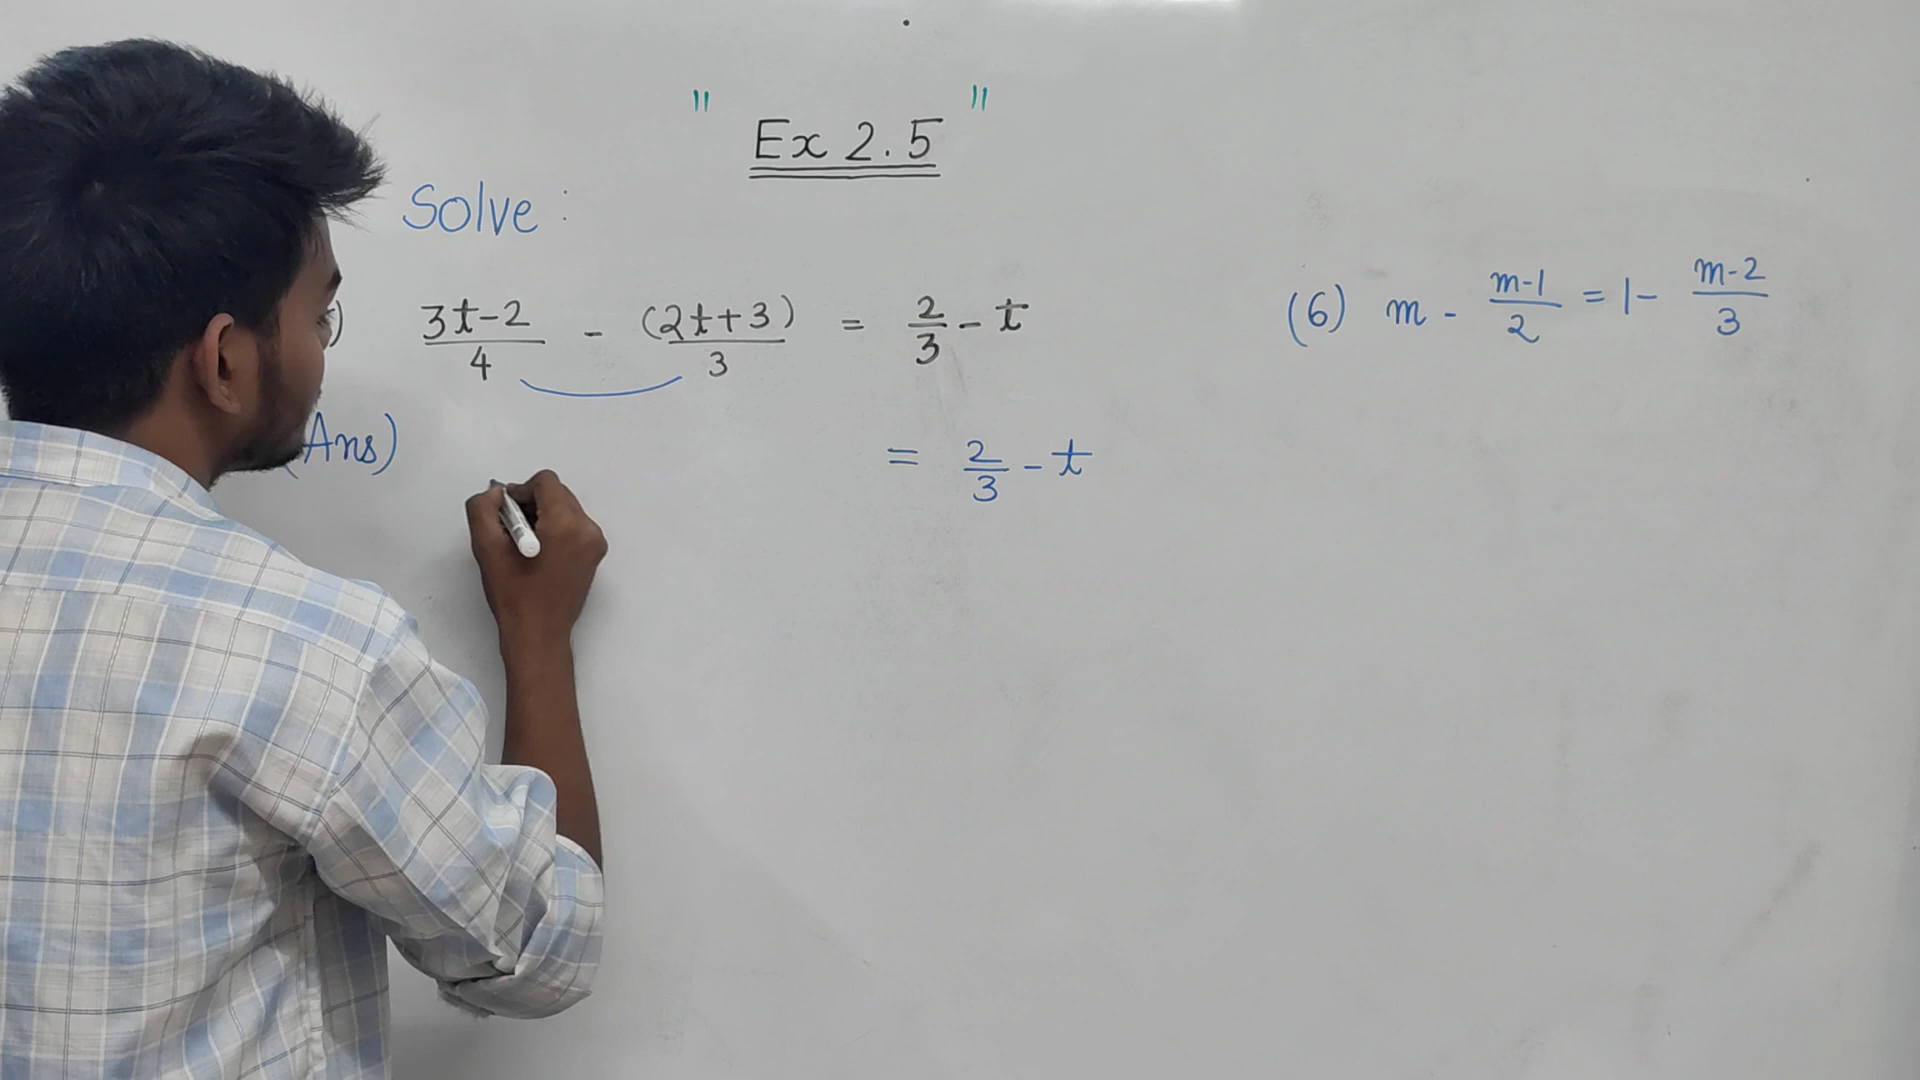 " Ex 2.5 "
Solve :
) (3t-2)/4 - (2t+3)/3 = 2/3 - t
(6) m - (m-1)/2 = 1 - (m-2)/3
(Ans) = 2/3 - t